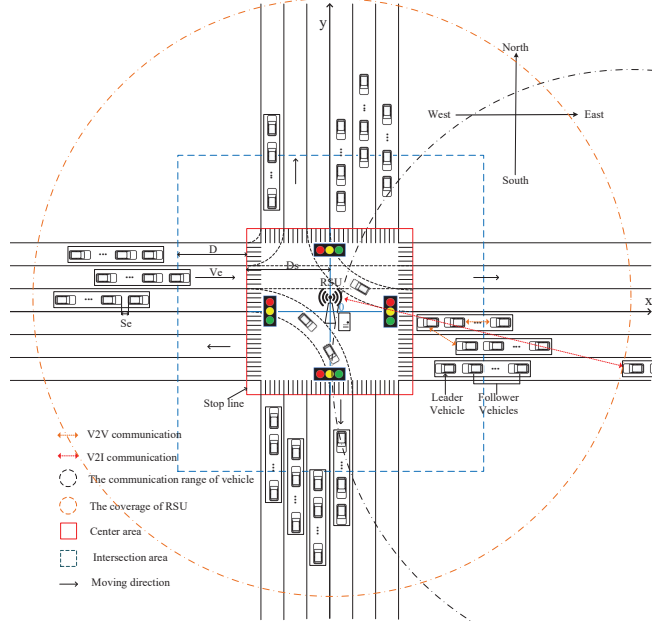 y
North
West
East
South
D
Ve
Ds
RSU
x
Se
Stop line
Leader
Vehicle
Follower
Vehicles
V2V communication
V2I communication
The communication range of vehicle
The coverage of RSU
Center area
Intersection area
Moving direction